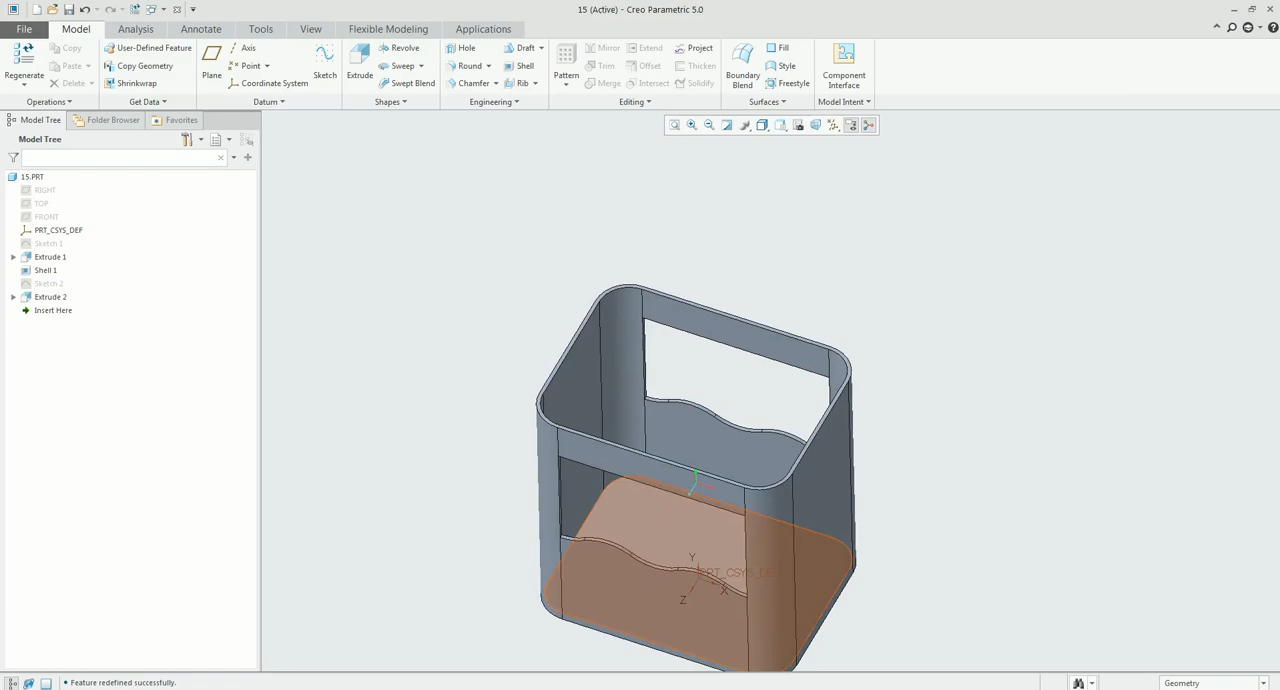 15 (Active) - Creo Parametric 5.0
File Model Analysis Annotate Tools View Flexible Modeling Applications
Regenerate
Copy
Paste
Delete
Operations
User-Defined Feature
Copy Geometry
Shrinkwrap
Get Data
Plane
Axis
Point
Coordinate System
Sketch
Datum
Extrude
Revolve
Sweep
Swept Blend
Shapes
Hole
Round
Chamfer
Draft
Shell
Rib
Engineering
Pattern
Mirror
Trim
Merge
Extend
Offset
Intersect
Project
Thicken
Solidify
Editing
Boundary
Blend
Fill
Style
Freestyle
Surfaces
Component
Interface
Model Intent
Model Tree Folder Browser Favorites
Model Tree
15.PRT
RIGHT
TOP
FRONT
PRT_CSYS_DEF
Sketch 1
Extrude 1
Shell 1
Sketch 2
Extrude 2
Insert Here
Y
PRT_CSYS_DEF
X
Z
• Feature redefined successfully.
Geometry